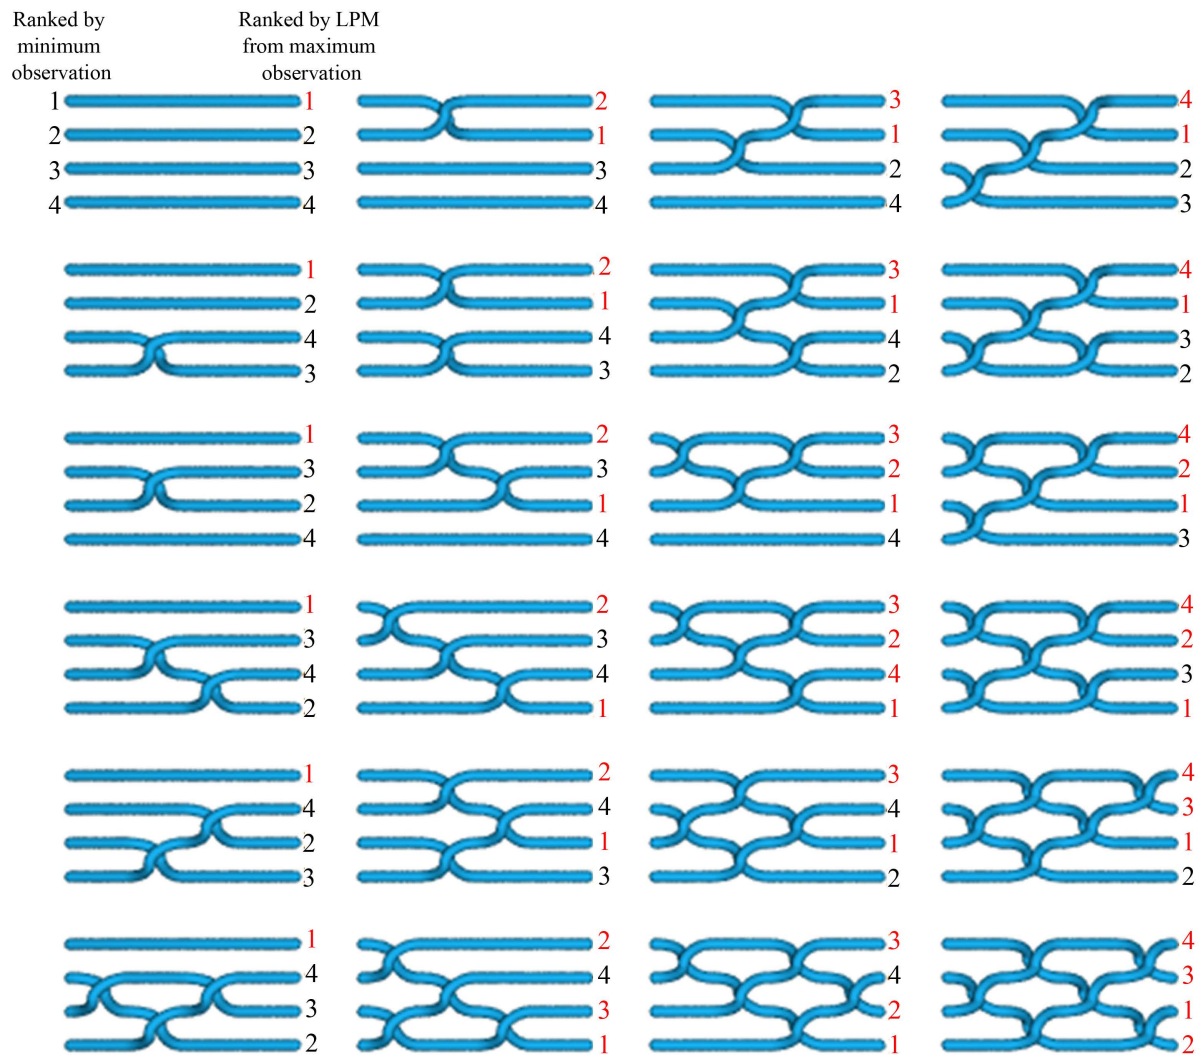 Ranked by
minimum
observation
Ranked by LPM
from maximum
observation
1 1 2 3 4
2 2 1 1 1
3 3 3 2 2
4 4 4 4 3
1 2 3 4
2 1 1 1
4 4 4 3
3 3 2 2
1 2 3 4
3 3 2 2
2 1 1 1
4 4 4 3
1 2 3 4
3 3 2 2
4 4 4 3
2 1 1 1
1 2 3 4
4 4 4 3
2 1 1 1
3 3 2 2
1 2 3 4
4 4 4 3
3 3 2 1
2 1 1 2